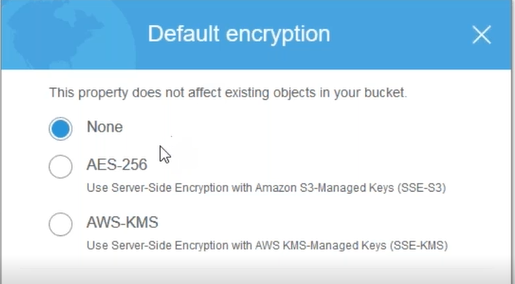 Default encryption
This property does not affect existing objects in your bucket.
None
AES-256
Use Server-Side Encryption with Amazon S3-Managed Keys (SSE-S3)
AWS-KMS
Use Server-Side Encryption with AWS KMS-Managed Keys (SSE-KMS)